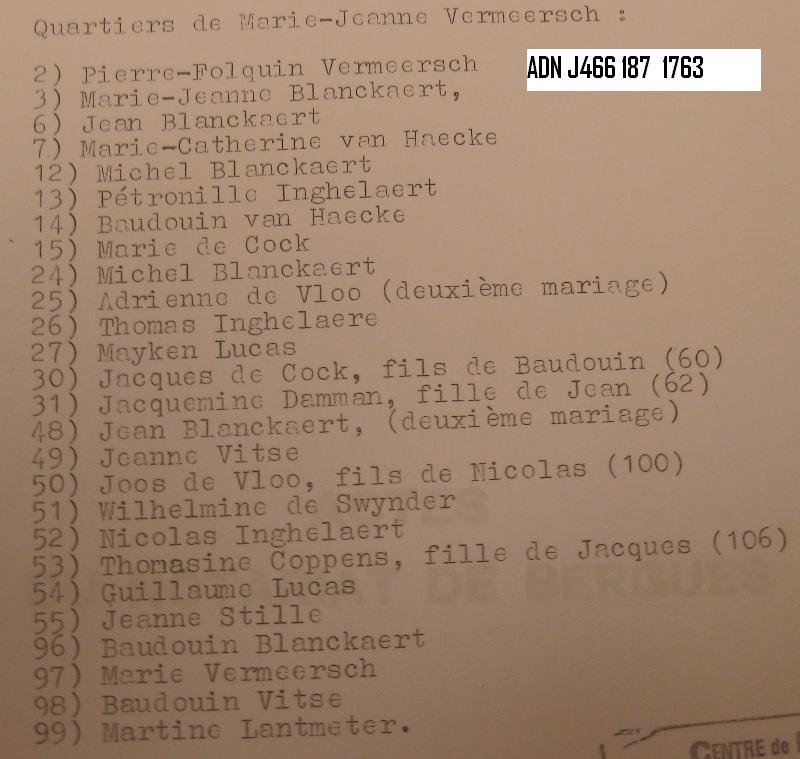 Quartiers de Marie-Jeanne Vermeersch :
ADN J466 187 1763
2) Pierre-Folquin Vermeersch
3) Marie-Jeanne Blanckaert,
6) Jean Blanckaert
7) Marie-Catherine van Haecke
12) Michel Blanckaert
13) Pétronille Inghelaert
14) Baudouin van Haecke
15) Marie de Cock
24) Michel Blanckaert
25) Adrienne de Vloo (deuxième mariage)
26) Thomas Inghelaere
27) Mayken Lucas
30) Jacques de Cock, fils de Baudouin (60)
31) Jacquemine Damman, fille de Jean (62)
48) Jean Blanckaert, (deuxième mariage)
49) Jeanne Vitse
50) Joos de Vloo, fils de Nicolas (100)
51) Wilhelmine de Swynder
52) Nicolas Inghelaert
53) Thomasine Coppens, fille de Jacques (106)
54) Guillaume Lucas
55) Jeanne Stille
96) Baudouin Blanckaert
97) Marie Vermeersch
98) Baudouin Vitse
99) Martine Lantmeter.
CENTRE de